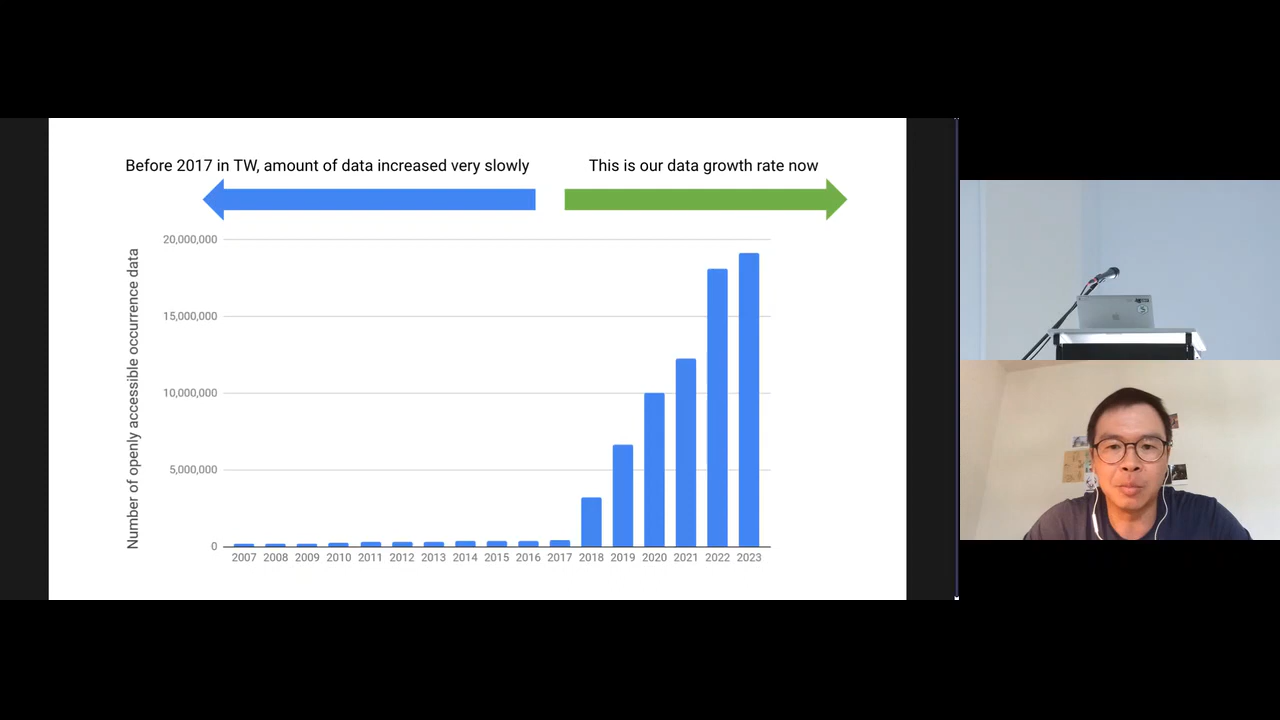 Before 2017 in TW, amount of data increased very slowly
This is our data growth rate now
Number of openly accessible occurrence data
20,000,000
15,000,000
10,000,000
5,000,000
0
2007 2008 2009 2010 2011 2012 2013 2014 2015 2016 2017 2018 2019 2020 2021 2022 2023